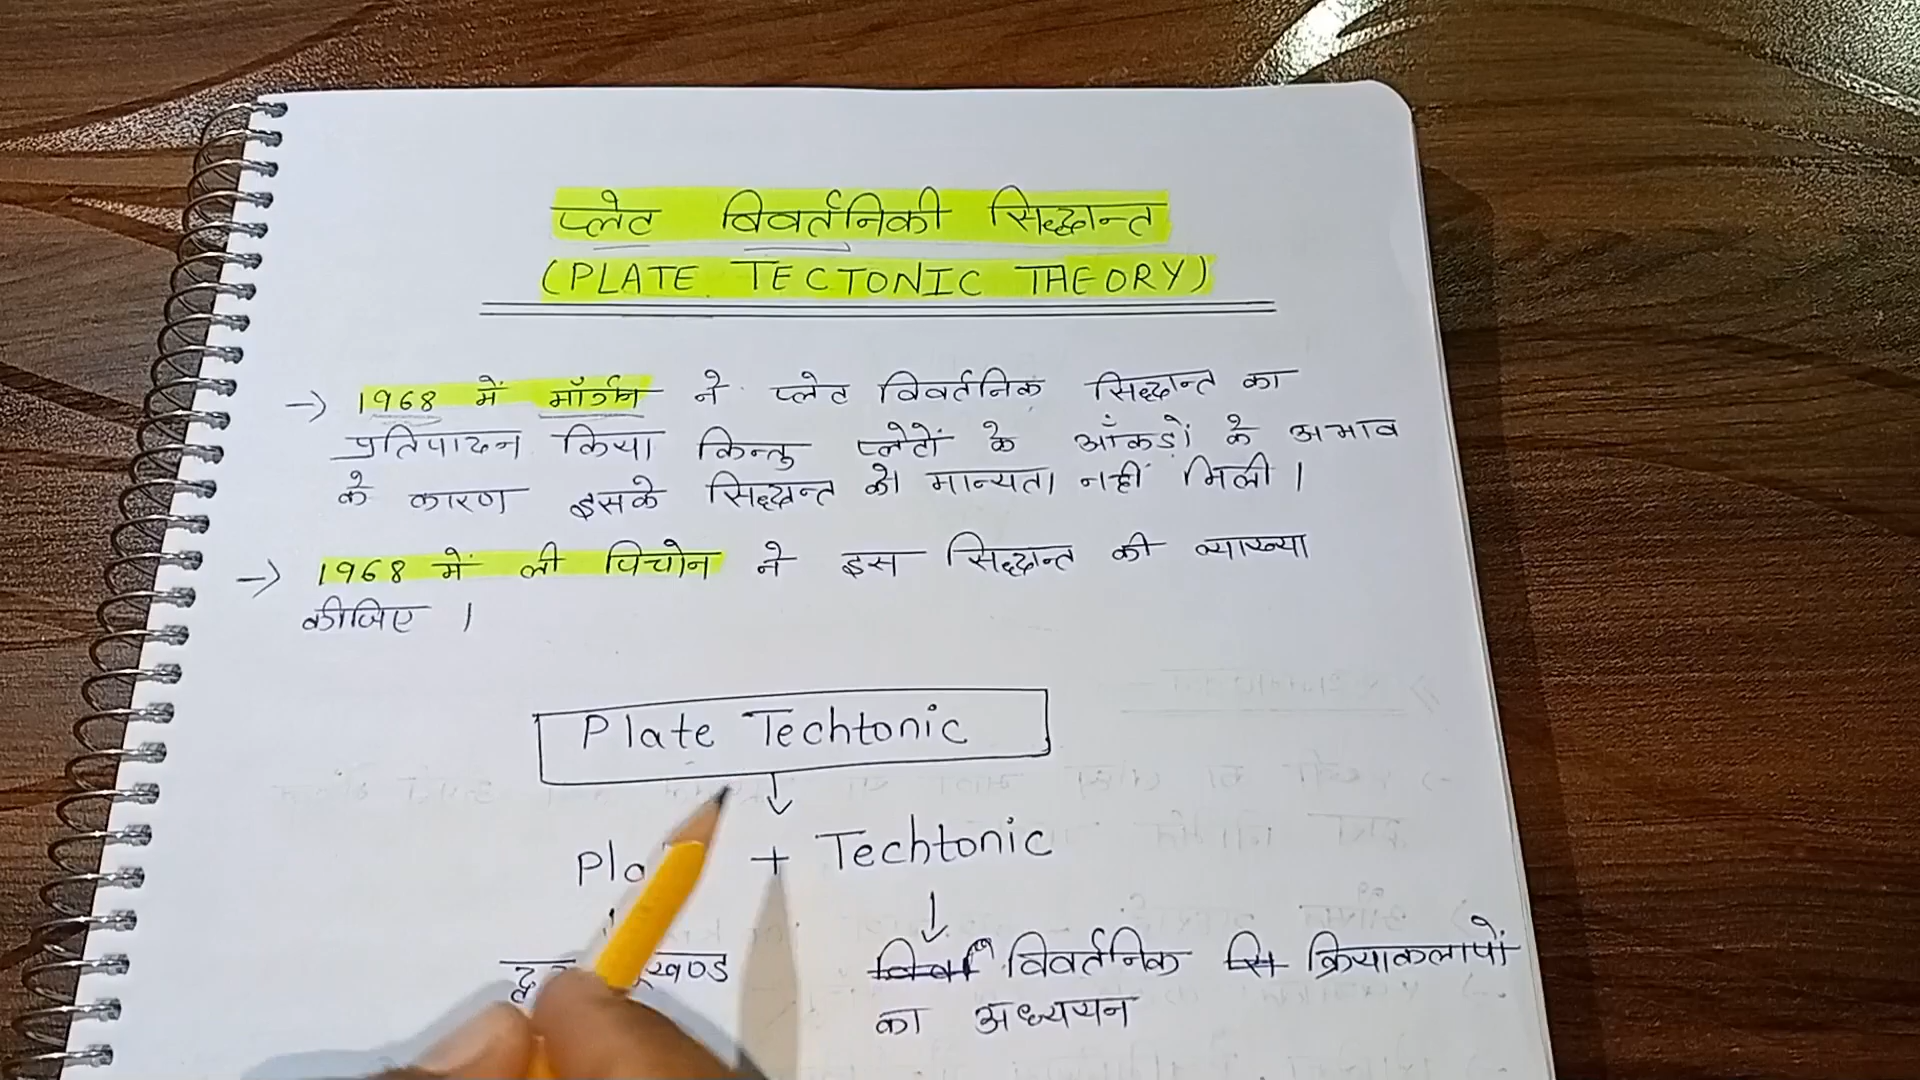 प्लेट विवर्तनिकी सिद्धान्त
(PLATE TECTONIC THEORY)
→ 1968 में मॉर्गन ने प्लेट विवर्तनिक सिद्धान्त का
प्रतिपादन किया किन्तु प्लेटों के आँकड़ों के अभाव
के कारण इसके सिद्धान्त को मान्यता नहीं मिली ।
→ 1968 में ली पिचोन ने इस सिद्धान्त की व्याख्या
कीजिए ।
Plate Techtonic
↓
+ Techtonic
↓
खण्ड विवर्तनिक क्रियाकलापों
का अध्ययन